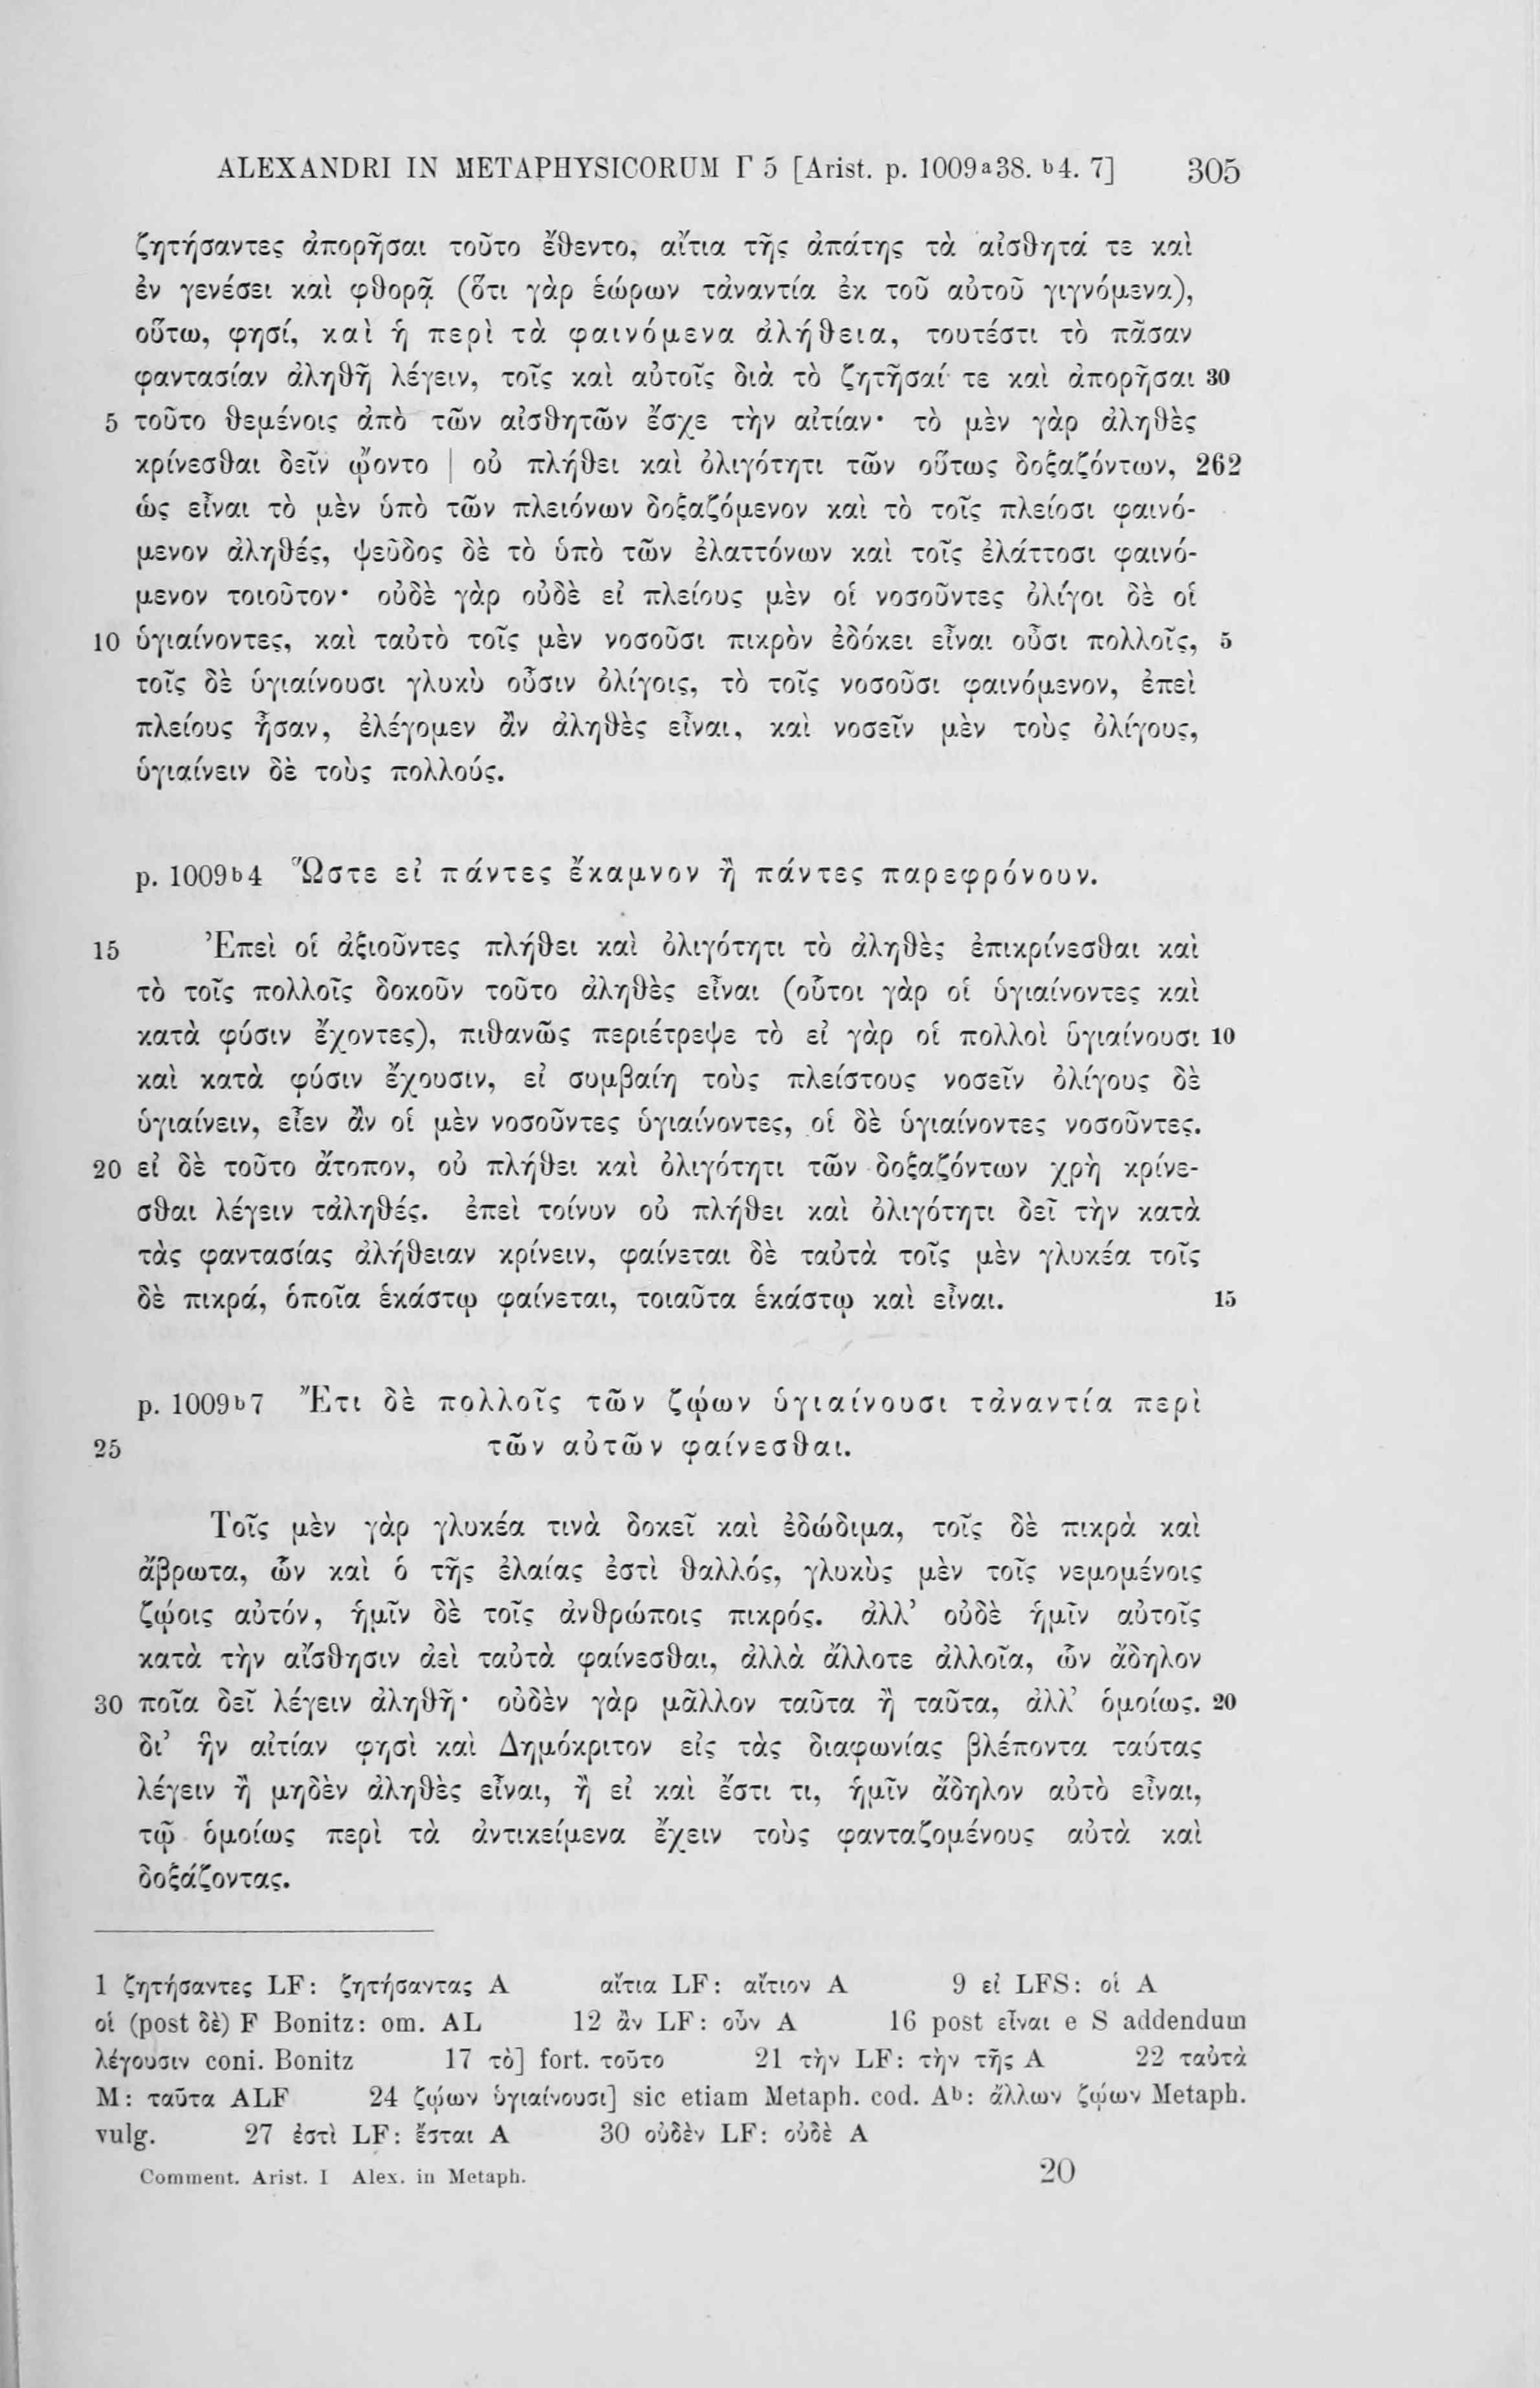 ALEXANDRI IN METAPHYSICORUM Γ 5 [Arist. p. 1009ᵃ38. ᵇ4. 7] 305
ζητήσαντες ἀπορῆσαι τοῦτο ἔθεντο, αἴτια τῆς ἀπάτης τὰ αἰσθητά τε καὶ
ἐν γενέσει καὶ φθορᾷ (ὅτι γὰρ ἑώρων τἀναντία ἐκ τοῦ αὐτοῦ γιγνόμενα),
οὕτω, φησί, καὶ ἡ περὶ τὰ φαινόμενα ἀλήθεια, τουτέστι τὸ πᾶσαν
φαντασίαν ἀληθῆ λέγειν, τοῖς καὶ αὐτοῖς διὰ τὸ ζητῆσαί τε καὶ ἀπορῆσαι 30
5 τοῦτο θεμένοις ἀπὸ τῶν αἰσθητῶν ἔσχε τὴν αἰτίαν· τὸ μὲν γὰρ ἀληθὲς
κρίνεσθαι δεῖν ᾤοντο | οὐ πλήθει καὶ ὀλιγότητι τῶν οὕτως δοξαζόντων, 262
ὡς εἶναι τὸ μὲν ὑπὸ τῶν πλειόνων δοξαζόμενον καὶ τὸ τοῖς πλείοσι φαινό-
μενον ἀληθές, ψεῦδος δὲ τὸ ὑπὸ τῶν ἐλαττόνων καὶ τοῖς ἐλάττοσι φαινό-
μενον τοιοῦτον· οὐδὲ γὰρ οὐδὲ εἰ πλείους μὲν οἱ νοσοῦντες ὀλίγοι δὲ οἱ
10 ὑγιαίνοντες, καὶ ταὐτὸ τοῖς μὲν νοσοῦσι πικρὸν ἐδόκει εἶναι οὖσι πολλοῖς, 5
τοῖς δὲ ὑγιαίνουσι γλυκὺ οὖσιν ὀλίγοις, τὸ τοῖς νοσοῦσι φαινόμενον, ἐπεὶ
πλείους ἦσαν, ἐλέγομεν ἂν ἀληθὲς εἶναι, καὶ νοσεῖν μὲν τοὺς ὀλίγους,
ὑγιαίνειν δὲ τοὺς πολλούς.
p. 1009ᵇ4 Ὥστε εἰ πάντες ἔκαμνον ἢ πάντες παρεφρόνουν.
15 Ἐπεὶ οἱ ἀξιοῦντες πλήθει καὶ ὀλιγότητι τὸ ἀληθὲς ἐπικρίνεσθαι καὶ
τὸ τοῖς πολλοῖς δοκοῦν τοῦτο ἀληθὲς εἶναι (οὗτοι γὰρ οἱ ὑγιαίνοντες καὶ
κατὰ φύσιν ἔχοντες), πιθανῶς περιέτρεψε τὸ εἰ γὰρ οἱ πολλοὶ ὑγιαίνουσι 10
καὶ κατὰ φύσιν ἔχουσιν, εἰ συμβαίη τοὺς πλείστους νοσεῖν ὀλίγους δὲ
ὑγιαίνειν, εἶεν ἂν οἱ μὲν νοσοῦντες ὑγιαίνοντες, οἱ δὲ ὑγιαίνοντες νοσοῦντες.
20 εἰ δὲ τοῦτο ἄτοπον, οὐ πλήθει καὶ ὀλιγότητι τῶν δοξαζόντων χρὴ κρίνε-
σθαι λέγειν τἀληθές. ἐπεὶ τοίνυν οὐ πλήθει καὶ ὀλιγότητι δεῖ τὴν κατὰ
τὰς φαντασίας ἀλήθειαν κρίνειν, φαίνεται δὲ ταὐτὰ τοῖς μὲν γλυκέα τοῖς
δὲ πικρά, ὁποῖα ἑκάστῳ φαίνεται, τοιαῦτα ἑκάστῳ καὶ εἶναι. 15
p. 1009ᵇ7 Ἔτι δὲ πολλοῖς τῶν ζῴων ὑγιαίνουσι τἀναντία περὶ
25 τῶν αὐτῶν φαίνεσθαι.
Τοῖς μὲν γὰρ γλυκέα τινὰ δοκεῖ καὶ ἐδώδιμα, τοῖς δὲ πικρὰ καὶ
ἄβρωτα, ὧν καὶ ὁ τῆς ἐλαίας ἐστὶ θαλλός, γλυκὺς μὲν τοῖς νεμομένοις
ζῴοις αὐτόν, ἡμῖν δὲ τοῖς ἀνθρώποις πικρός. ἀλλ’ οὐδὲ ἡμῖν αὐτοῖς
κατὰ τὴν αἴσθησιν ἀεὶ ταὐτὰ φαίνεσθαι, ἀλλὰ ἄλλοτε ἀλλοῖα, ὧν ἄδηλον
30 ποῖα δεῖ λέγειν ἀληθῆ· οὐδὲν γὰρ μᾶλλον ταῦτα ἢ ταῦτα, ἀλλ’ ὁμοίως. 20
δι’ ἣν αἰτίαν φησὶ καὶ Δημόκριτον εἰς τὰς διαφωνίας βλέποντα ταύτας
λέγειν ἢ μηδὲν ἀληθὲς εἶναι, ἢ εἰ καὶ ἔστι τι, ἡμῖν ἄδηλον αὐτὸ εἶναι,
τῷ ὁμοίως περὶ τὰ ἀντικείμενα ἔχειν τοὺς φανταζομένους αὐτὰ καὶ
δοξάζοντας.
1 ζητήσαντες LF: ζητήσαντας A αἴτια LF: αἴτιον A 9 εἰ LFS: οἱ A
οἱ (post δὲ) F Bonitz: om. AL 12 ἂν LF: οὖν A 16 post εἶναι e S addendum
λέγουσιν coni. Bonitz 17 τὸ] fort. τοῦτο 21 τὴν LF: τὴν τῆς A 22 ταὐτὰ
M: ταῦτα ALF 24 ζῴων ὑγιαίνουσι] sic etiam Metaph. cod. Aᵇ: ἄλλων ζῴων Metaph.
vulg. 27 ἐστὶ LF: ἔσται A 30 οὐδὲν LF: οὐδὲ A
Comment. Arist. I Alex. in Metaph. 20